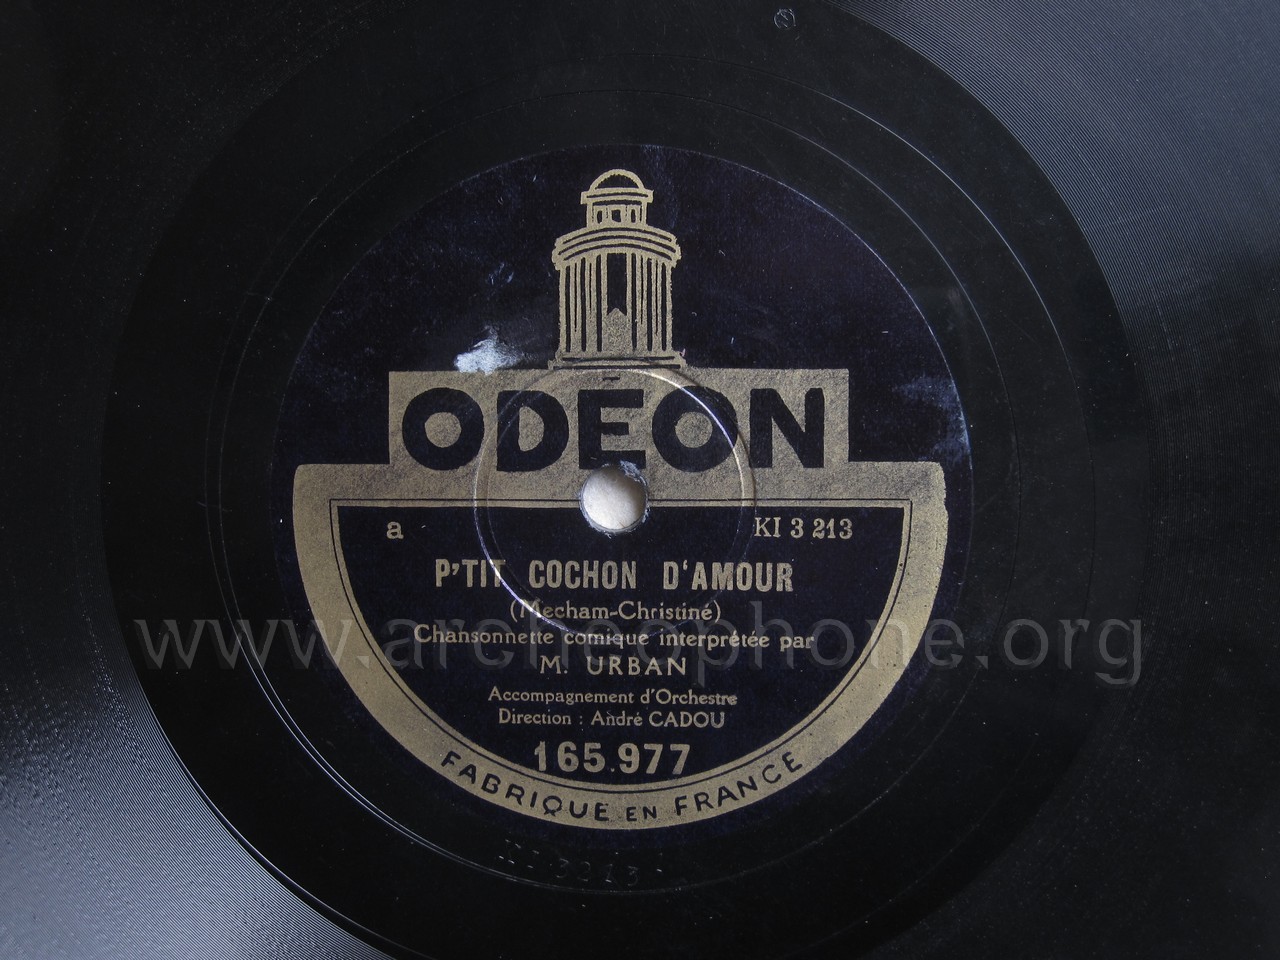 ODÉON
a KI 3 213
P'TIT COCHON D'AMOUR
(Mecham-Christiné)
www.archeophone.org
Chansonnette comique interprétée par
M. URBAN
Accompagnement d'Orchestre
Direction : André CADOU
165.977
FABRIQUE EN FRANCE